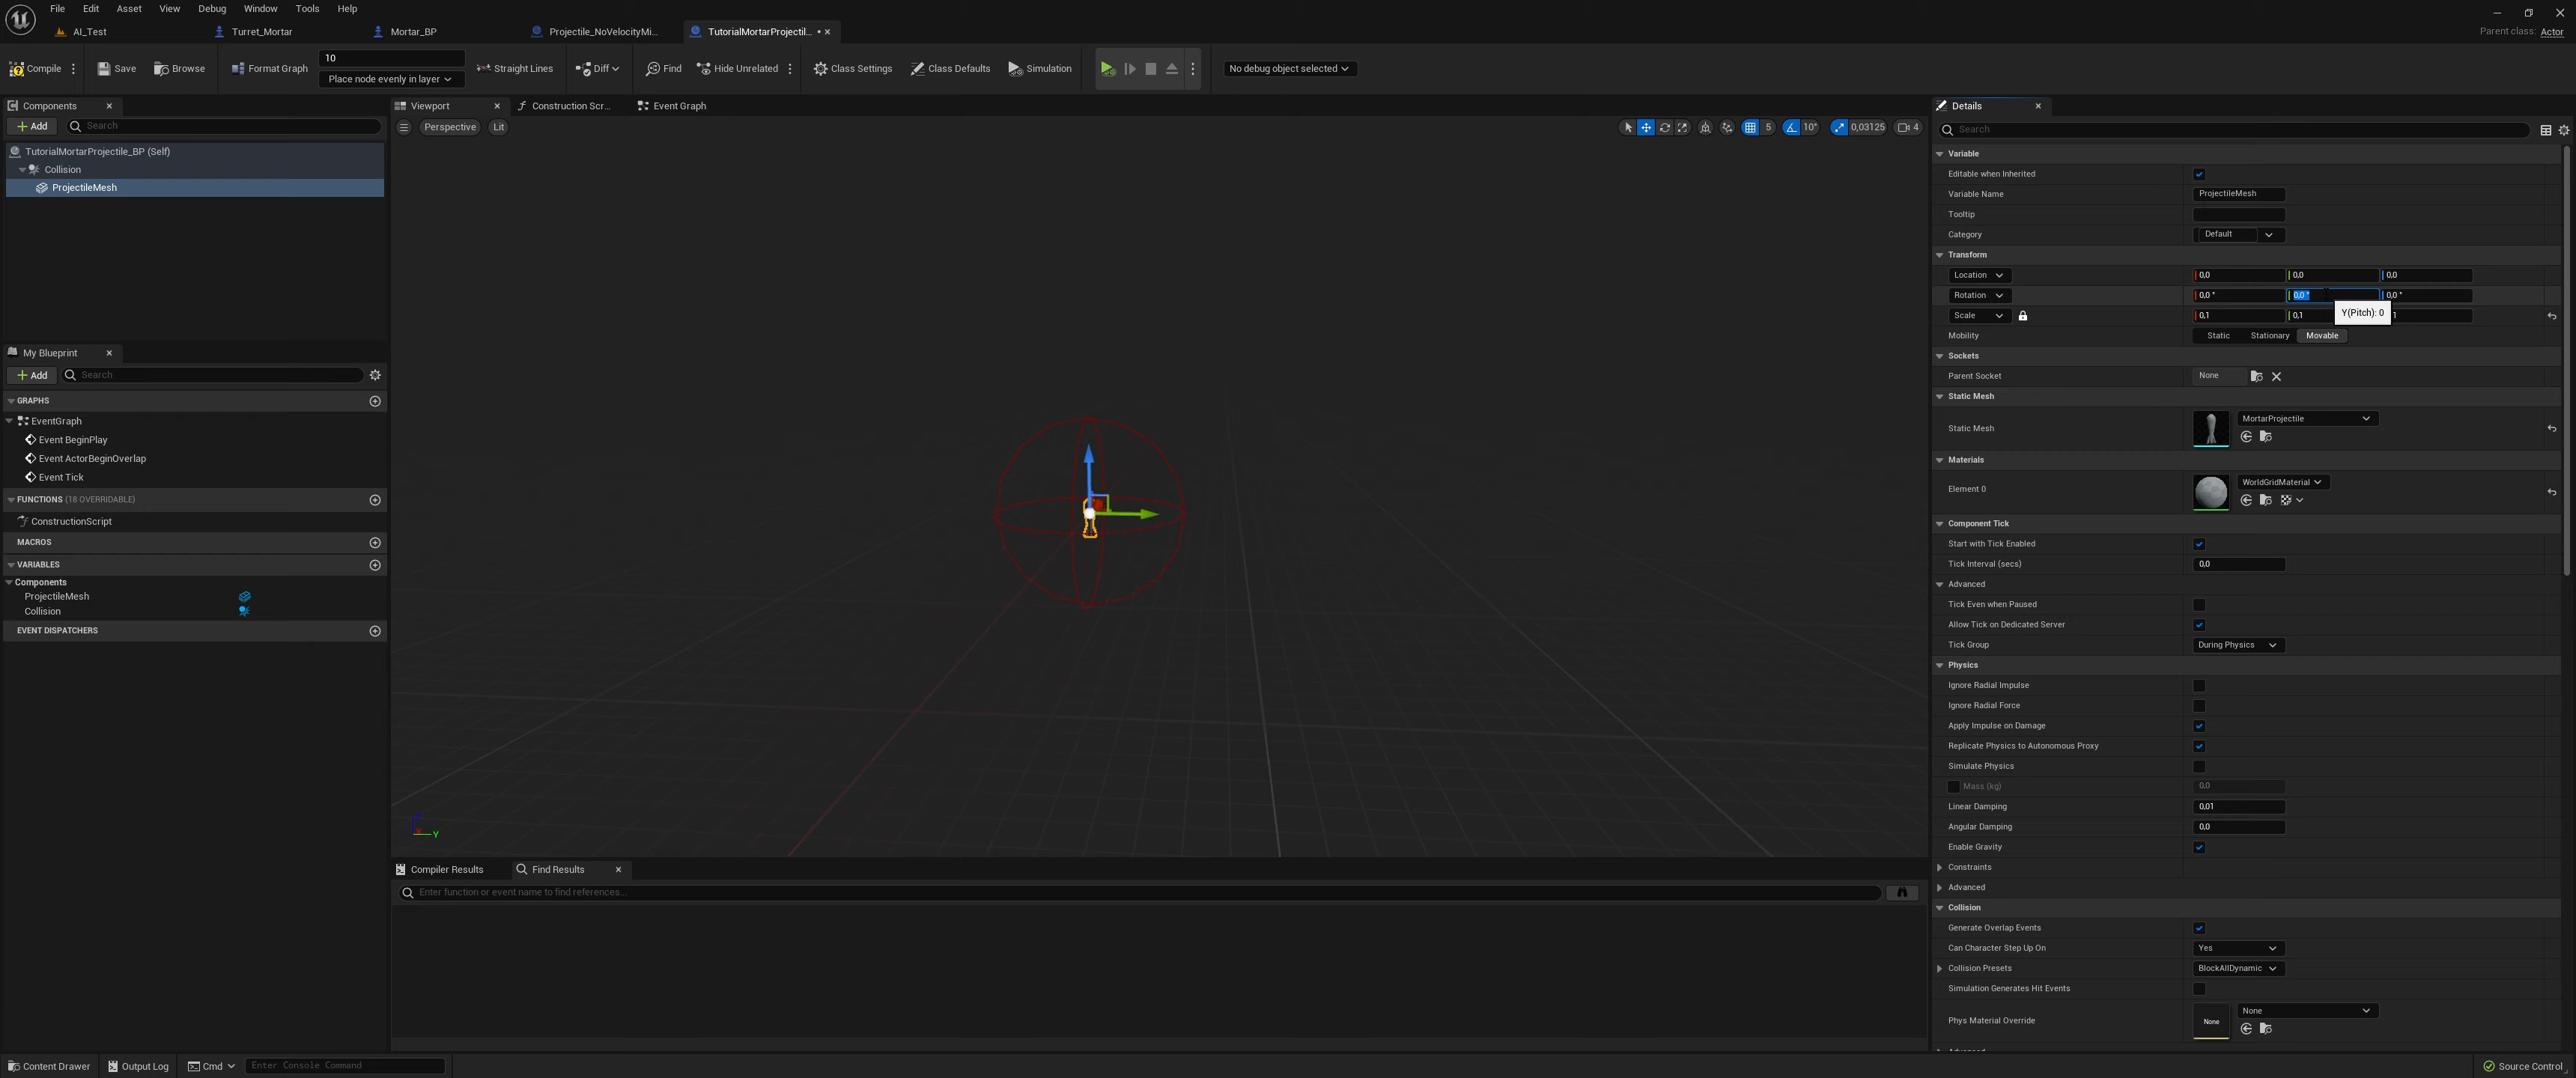 File Edit Asset View Debug Window Tools Help
AI_Test Turret_Mortar Mortar_BP Projectile_NoVelocityMi... TutorialMortarProjectil... • Parent class: Actor
Compile Save Browse Format Graph 10 Straight Lines Diff Find Hide Unrelated Class Settings Class Defaults Simulation No debug object selected
Place node evenly in layer
Components
Add Search
TutorialMortarProjectile_BP (Self)
Collision
ProjectileMesh
My Blueprint
Add Search
GRAPHS
EventGraph
Event BeginPlay
Event ActorBeginOverlap
Event Tick
FUNCTIONS (18 OVERRIDABLE)
ConstructionScript
MACROS
VARIABLES
Components
ProjectileMesh
Collision
EVENT DISPATCHERS
Viewport Construction Scr... Event Graph
Perspective Lit 5 10° 0,03125 4
Y
Compiler Results Find Results
Enter function or event name to find references...
Details
Search
Variable
Editable when Inherited
Variable Name ProjectileMesh
Tooltip
Category Default
Transform
Location 0,0 0,0 0,0
Rotation 0,0 ° 0,0 ° 0,0 °
Scale 0,1 0,1 1
Y(Pitch): 0
Mobility Static Stationary Movable
Sockets
Parent Socket None
Static Mesh
Static Mesh MortarProjectile
Materials
Element 0 WorldGridMaterial
Component Tick
Start with Tick Enabled
Tick Interval (secs) 0,0
Advanced
Tick Even when Paused
Allow Tick on Dedicated Server
Tick Group During Physics
Physics
Ignore Radial Impulse
Ignore Radial Force
Apply Impulse on Damage
Replicate Physics to Autonomous Proxy
Simulate Physics
Mass (kg) 0,0
Linear Damping 0,01
Angular Damping 0,0
Enable Gravity
Constraints
Advanced
Collision
Generate Overlap Events
Can Character Step Up On Yes
Collision Presets BlockAllDynamic
Simulation Generates Hit Events
Phys Material Override None None
Content Drawer Output Log Cmd Enter Console Command Source Control